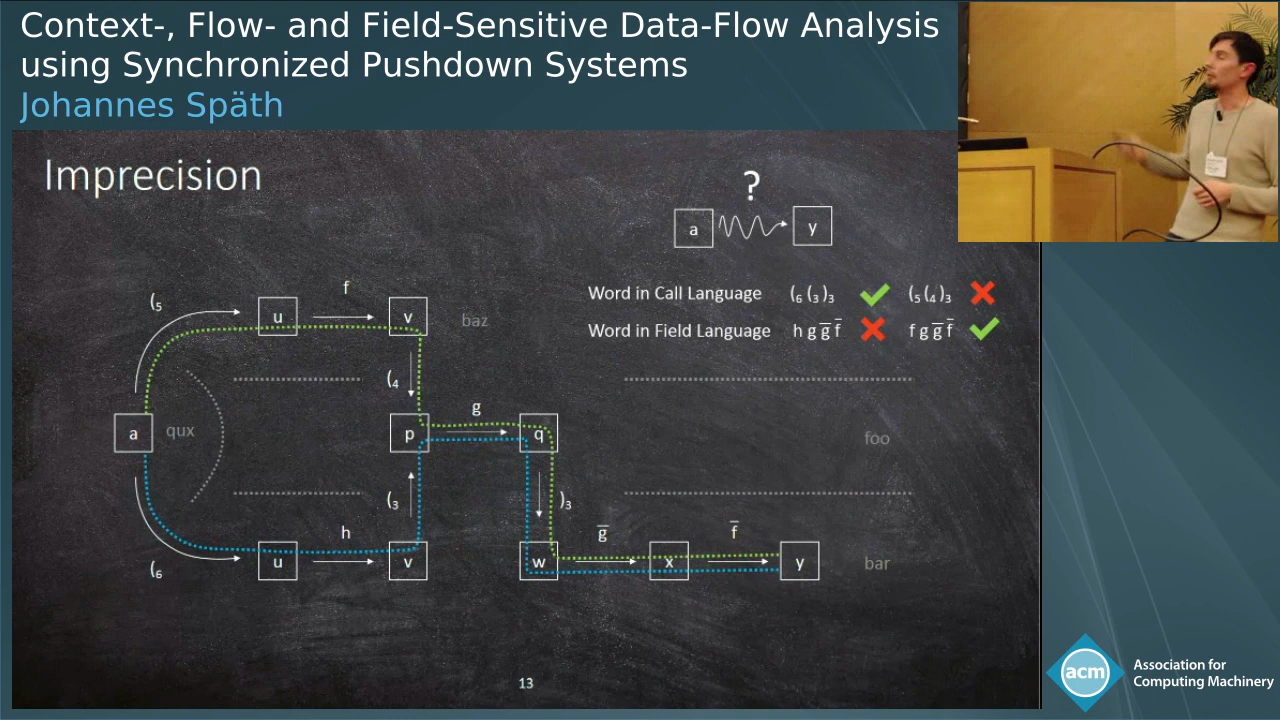 Context-, Flow- and Field-Sensitive Data-Flow Analysis
using Synchronized Pushdown Systems
Johannes Späth
Imprecision
?
a y
Word in Call Language (₆ (₃ )₃ (₅ (₄ )₃
Word in Field Language h g g̅ f̅ f g g̅ f̅
(₅ u f v baz
(₄
a qux p g q foo
(₃ )₃
h g̅ f̅
(₆ u v w x y bar
13
acm
Association for
Computing Machinery